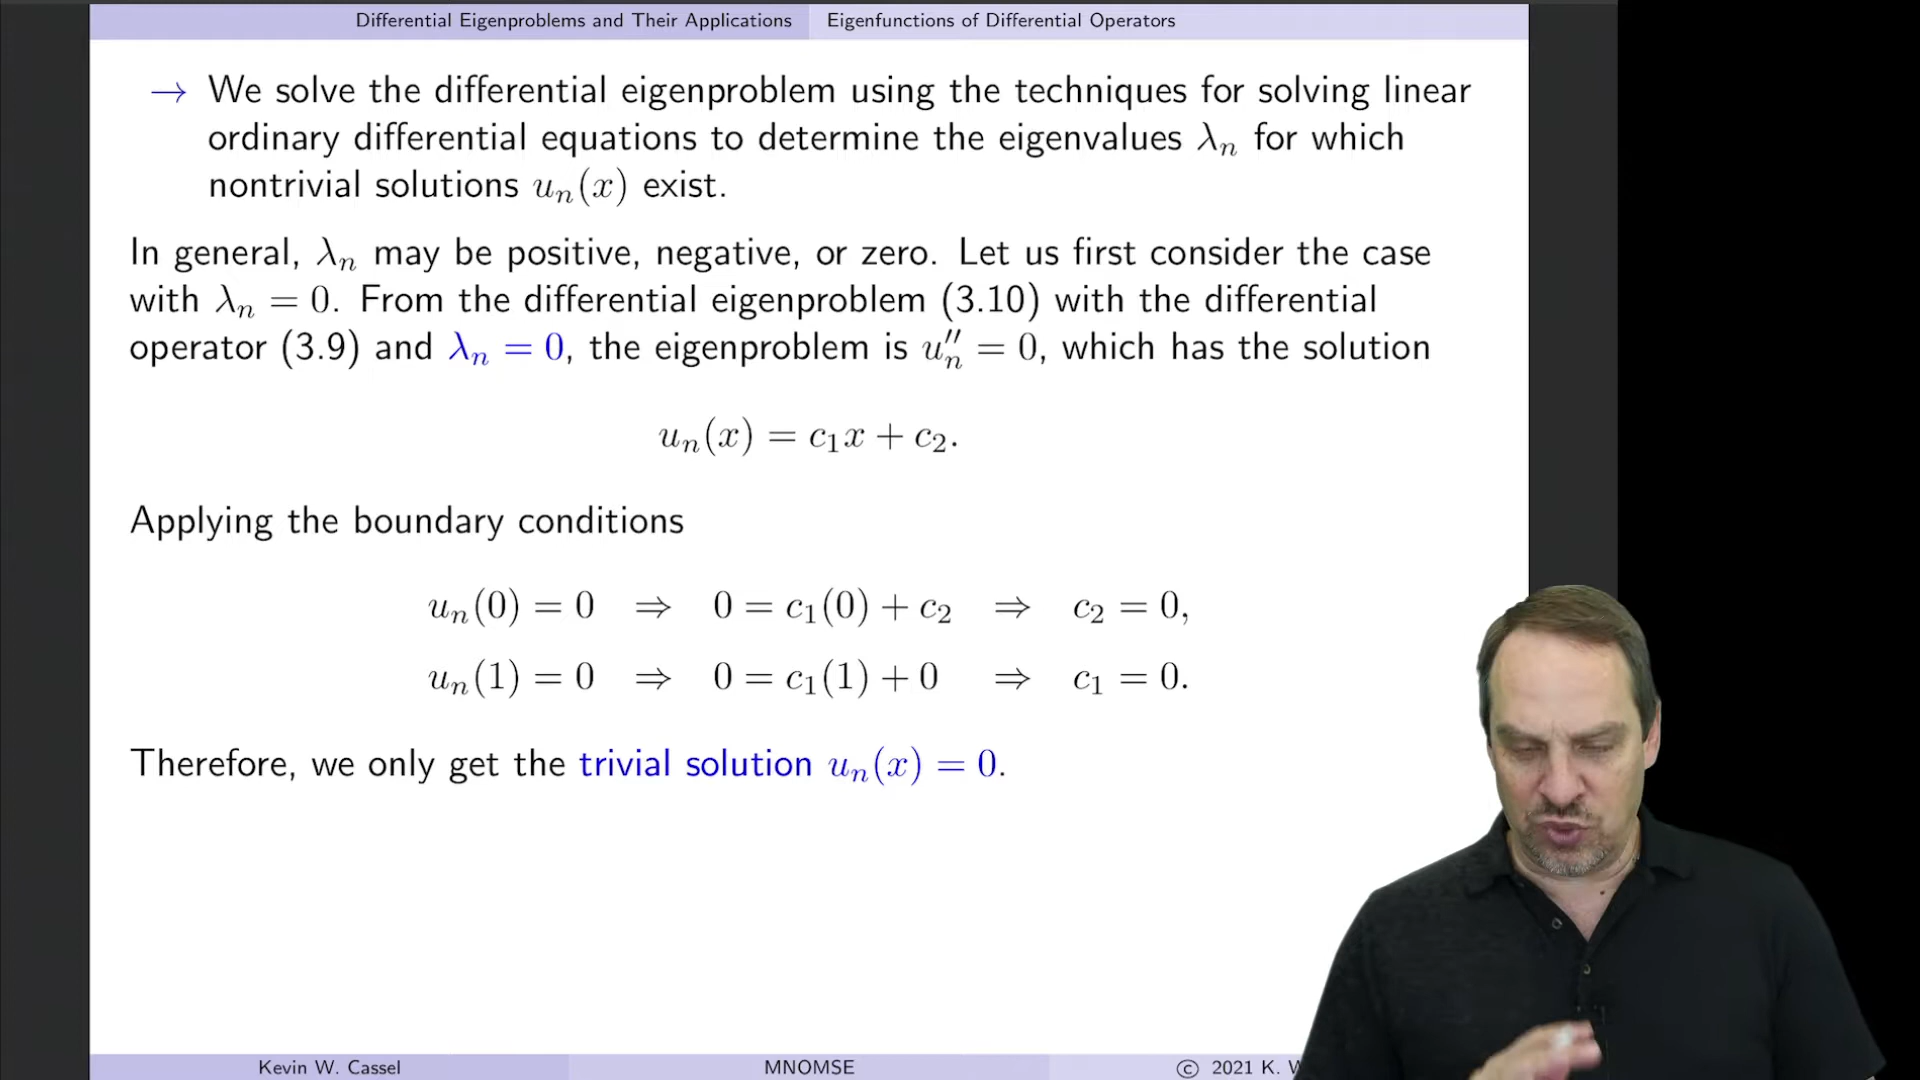 Differential Eigenproblems and Their Applications Eigenfunctions of Differential Operators
→ We solve the differential eigenproblem using the techniques for solving linear
ordinary differential equations to determine the eigenvalues λₙ for which
nontrivial solutions uₙ(x) exist.
In general, λₙ may be positive, negative, or zero. Let us first consider the case
with λₙ = 0. From the differential eigenproblem (3.10) with the differential
operator (3.9) and λₙ = 0, the eigenproblem is uₙ″ = 0, which has the solution
uₙ(x) = c₁x + c₂.
Applying the boundary conditions
uₙ(0) = 0 ⇒ 0 = c₁(0) + c₂ ⇒ c₂ = 0,
uₙ(1) = 0 ⇒ 0 = c₁(1) + 0 ⇒ c₁ = 0.
Therefore, we only get the trivial solution uₙ(x) = 0.
Kevin W. Cassel MNOMSE © 2021 K.